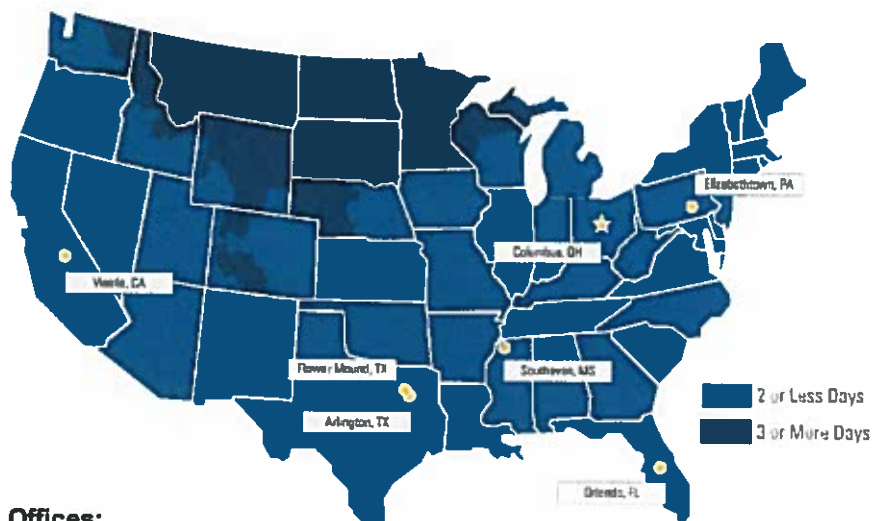 Elizabethtown, PA
Columbus, OH
Visalia, CA
Flower Mound, TX
Southaven, MS
Arlington, TX
2 or Less Days
3 or More Days
Orlando, FL
Offices: